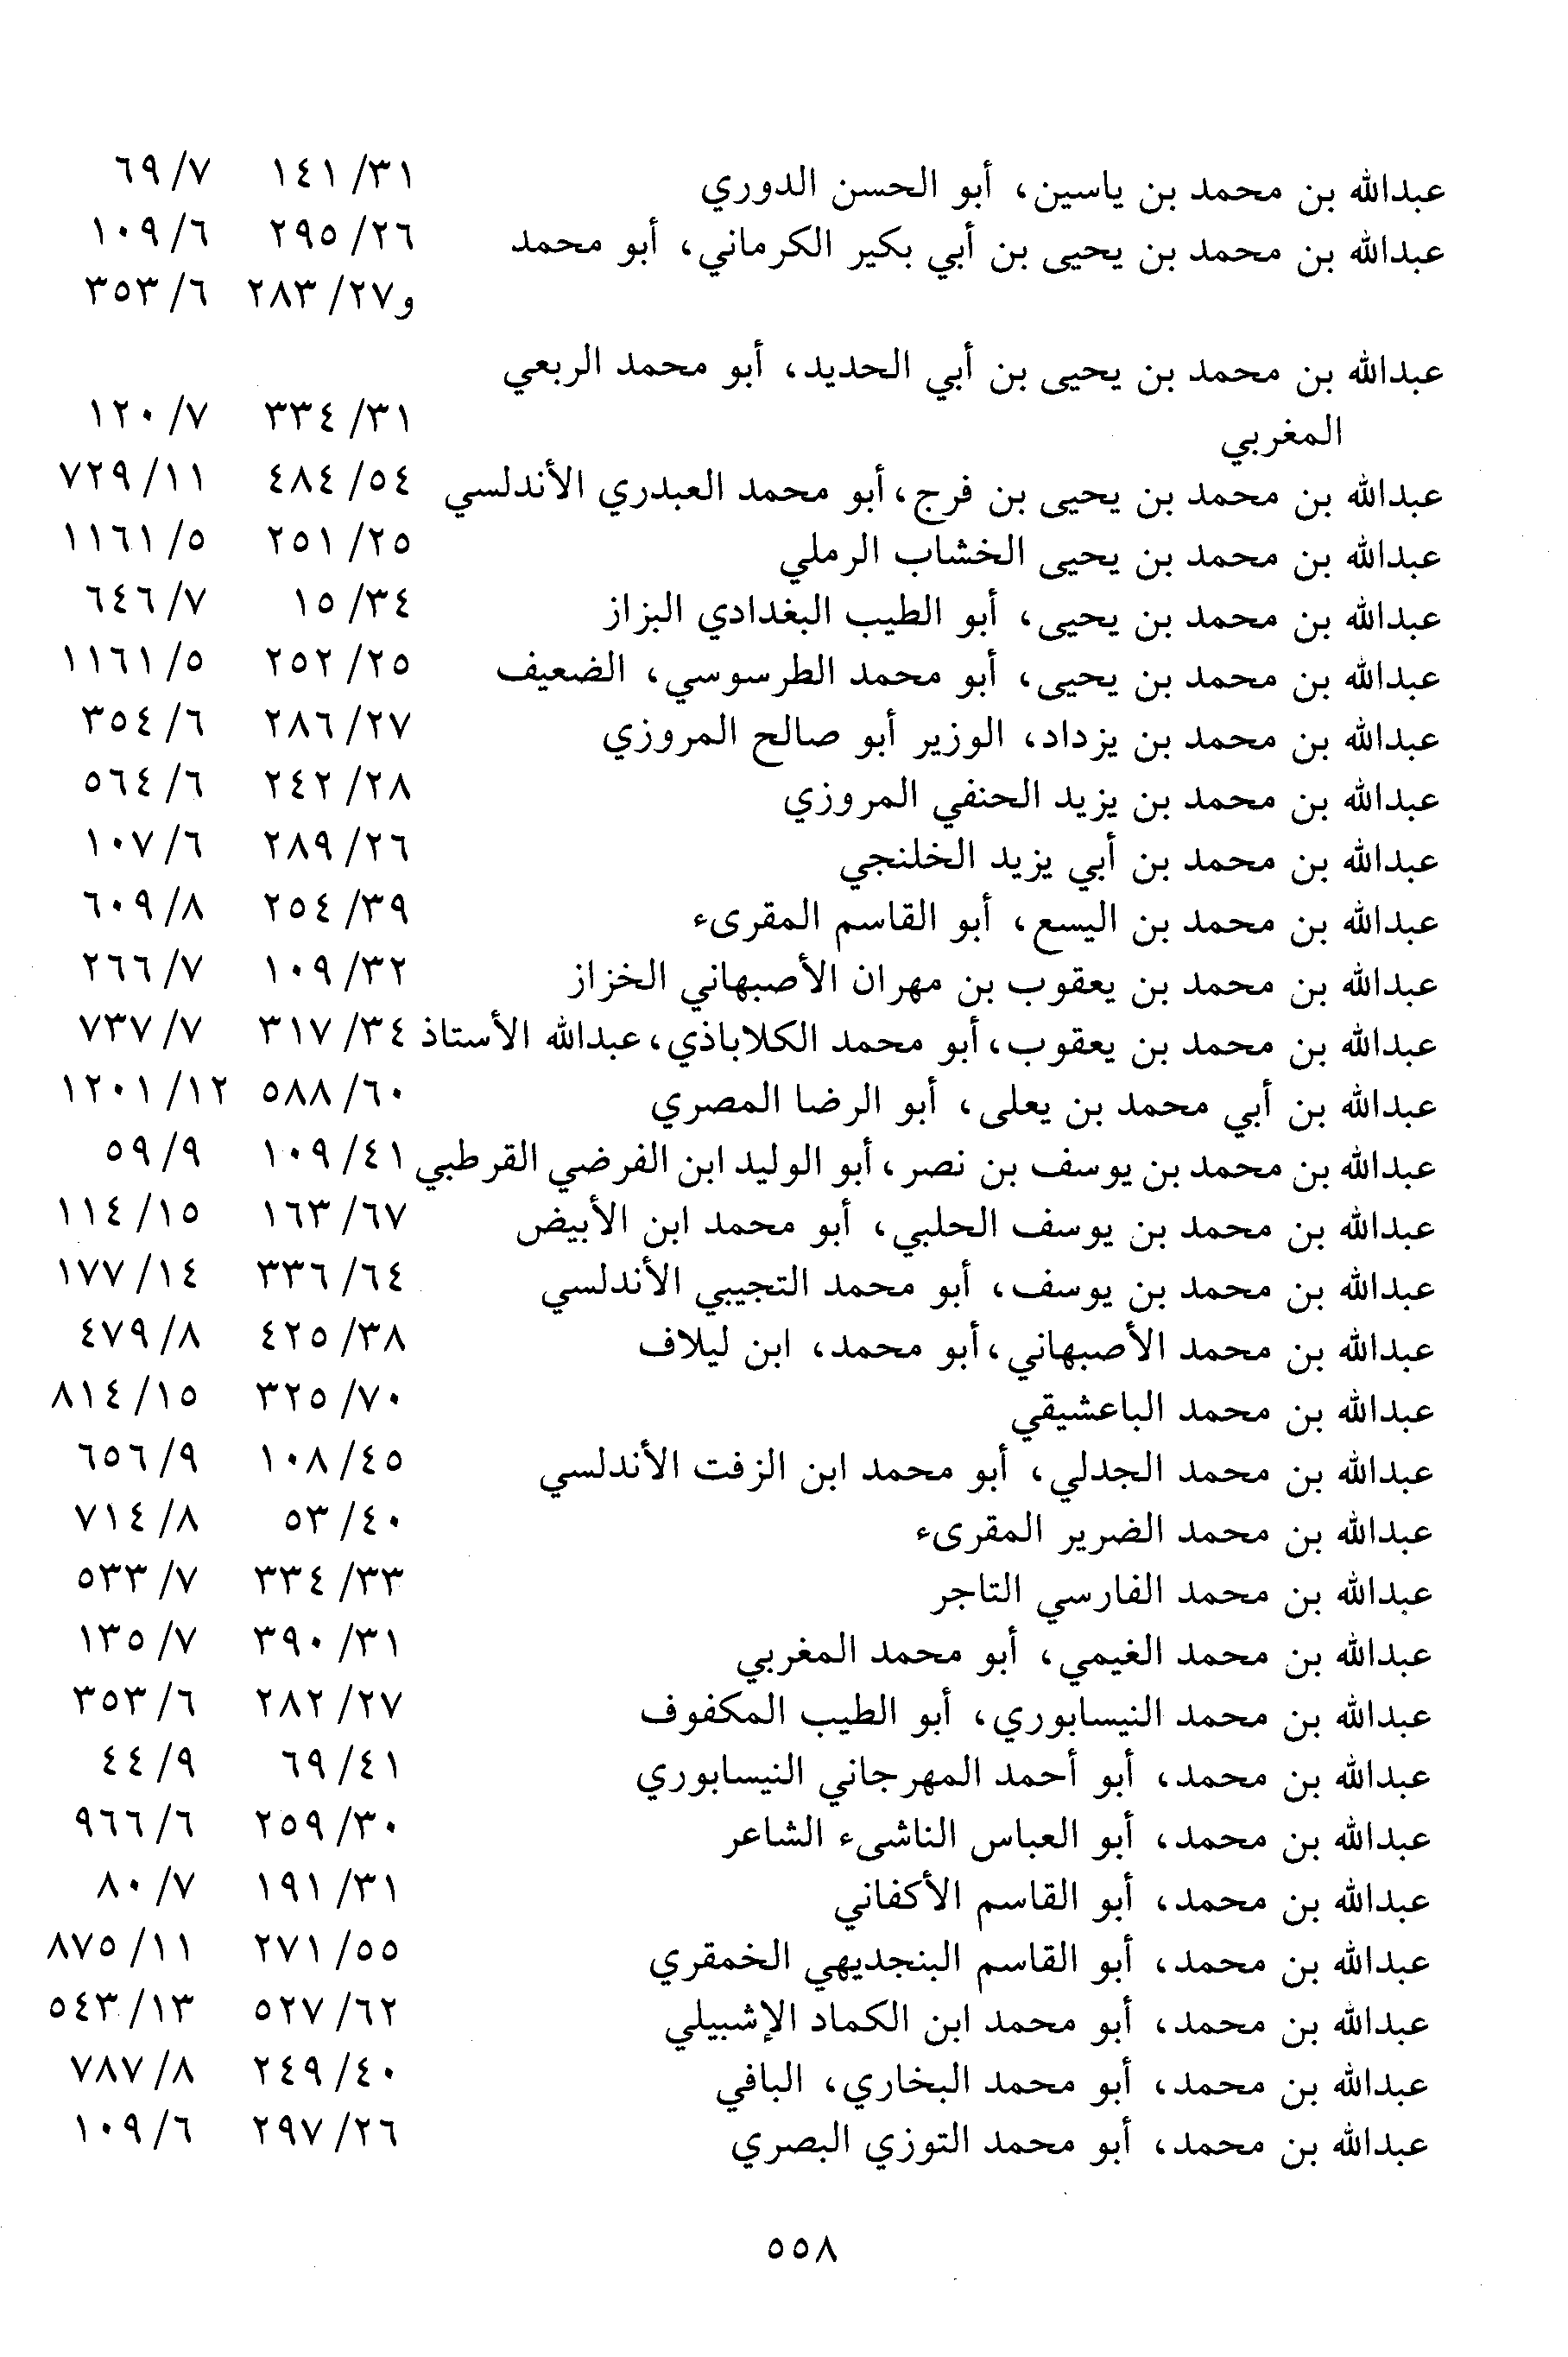 عبدالله بن محمد بن ياسين، أبو الحسن الدوري ٣١/ ١٤١ ٧/ ٦٩
عبدالله بن محمد بن يحيى بن أبي بكير الكرماني، أبو محمد ٢٦/ ٢٩٥ ٦/ ١٠٩
و٢٧/ ٢٨٣ ٦/ ٣٥٣
عبدالله بن محمد بن يحيى بن أبي الحديد، أبو محمد الربعي
المغربي ٣١/ ٣٣٤ ٧/ ١٢٠
عبدالله بن محمد بن يحيى بن فرج، أبو محمد العبدري الأندلسي ٥٤/ ٤٨٤ ١١/ ٧٢٩
عبدالله بن محمد بن يحيى الخشاب الرملي ٢٥/ ٢٥١ ٥/ ١١٦١
عبدالله بن محمد بن يحيى، أبو الطيب البغدادي البزاز ٣٤/ ١٥ ٧/ ٦٤٦
عبدالله بن محمد بن يحيى، أبو محمد الطرسوسي، الضعيف ٢٥/ ٢٥٢ ٥/ ١١٦١
عبدالله بن محمد بن يزداد، الوزير أبو صالح المروزي ٢٧/ ٢٨٦ ٦/ ٣٥٤
عبدالله بن محمد بن يزيد الحنفي المروزي ٢٨/ ٢٤٢ ٦/ ٥٦٤
عبدالله بن محمد بن أبي يزيد الخلنجي ٢٦/ ٢٨٩ ٦/ ١٠٧
عبدالله بن محمد بن اليسع، أبو القاسم المقرىء ٣٩/ ٢٥٤ ٨/ ٦٠٩
عبدالله بن محمد بن يعقوب بن مهران الأصبهاني الخزاز ٣٢/ ١٠٩ ٧/ ٢٦٦
عبدالله بن محمد بن يعقوب، أبو محمد الكلاباذي، عبدالله الأستاذ ٣٤/ ٣١٧ ٧/ ٧٣٧
عبدالله بن أبي محمد بن يعلى، أبو الرضا المصري ٦٠/ ٥٨٨ ١٢/ ١٢٠١
عبدالله بن محمد بن يوسف بن نصر، أبو الوليد ابن الفرضي القرطبي ٤١/ ١٠٩ ٩/ ٥٩
عبدالله بن محمد بن يوسف الحلبي، أبو محمد ابن الأبيض ٦٧/ ١٦٣ ١٥/ ١١٤
عبدالله بن محمد بن يوسف، أبو محمد التجيبي الأندلسي ٦٤/ ٣٣٦ ١٤/ ١٧٧
عبدالله بن محمد الأصبهاني، أبو محمد، ابن ليلاف ٣٨/ ٤٢٥ ٨/ ٤٧٩
عبدالله بن محمد الباعشيقي ٧٠/ ٣٢٥ ١٥/ ٨١٤
عبدالله بن محمد الجدلي، أبو محمد ابن الزفت الأندلسي ٤٥/ ١٠٨ ٩/ ٦٥٦
عبدالله بن محمد الضرير المقرىء ٤٠/ ٥٣ ٨/ ٧١٤
عبدالله بن محمد الفارسي التاجر ٣٣/ ٣٣٤ ٧/ ٥٣٣
عبدالله بن محمد الغيمي، أبو محمد المغربي ٣١/ ٣٩٠ ٧/ ١٣٥
عبدالله بن محمد النيسابوري، أبو الطيب المكفوف ٢٧/ ٢٨٢ ٦/ ٣٥٣
عبدالله بن محمد، أبو أحمد المهرجاني النيسابوري ٤١/ ٦٩ ٩/ ٤٤
عبدالله بن محمد، أبو العباس الناشىء الشاعر ٣٠/ ٢٥٩ ٦/ ٩٦٦
عبدالله بن محمد، أبو القاسم الأكفاني ٣١/ ١٩١ ٧/ ٨٠
عبدالله بن محمد، أبو القاسم البنجديهي الخمقري ٥٥/ ٢٧١ ١١/ ٨٧٥
عبدالله بن محمد، أبو محمد ابن الكماد الإشبيلي ٦٢/ ٥٢٧ ١٣/ ٥٤٣
عبدالله بن محمد، أبو محمد البخاري، البافي ٤٠/ ٢٤٩ ٨/ ٧٨٧
عبدالله بن محمد، أبو محمد التوزي البصري ٢٦/ ٢٩٧ ٦/ ١٠٩
٥٥٨